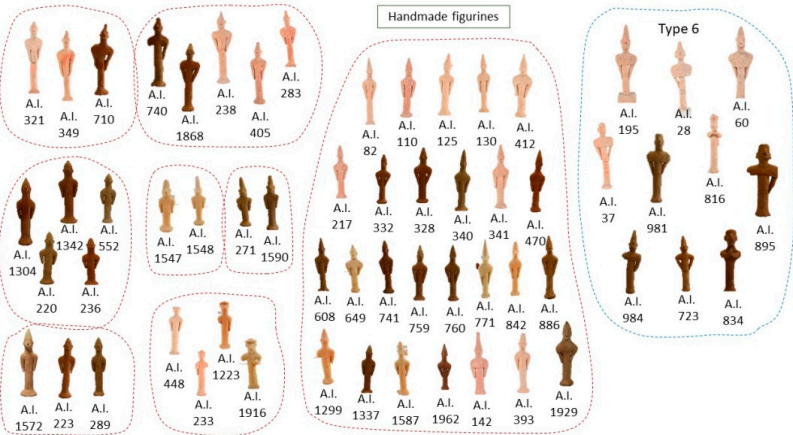 Handmade figurines
A.I.
321
A.I.
349
A.I.
710
A.I.
740
A.I.
1868
A.I.
238
A.I.
405
A.I.
283
A.I.
1304
A.I.
1342
A.I.
552
A.I.
220
A.I.
236
A.I.
1547
A.I.
1548
A.I.
271
A.I.
1590
A.I.
1572
A.I.
223
A.I.
289
A.I.
448
A.I.
1223
A.I.
233
A.I.
1916
A.I.
82
A.I.
110
A.I.
125
A.I.
130
A.I.
412
A.I.
217
A.I.
332
A.I.
328
A.I.
340
A.I.
341
A.I.
470
A.I.
608
A.I.
649
A.I.
741
A.I.
759
A.I.
760
A.I.
771
A.I.
842
A.I.
886
A.I.
1299
A.I.
1337
A.I.
1587
A.I.
1962
A.I.
142
A.I.
393
A.I.
1929
Type 6
A.I.
195
A.I.
28
A.I.
60
A.I.
37
A.I.
981
A.I.
816
A.I.
895
A.I.
984
A.I.
723
A.I.
834